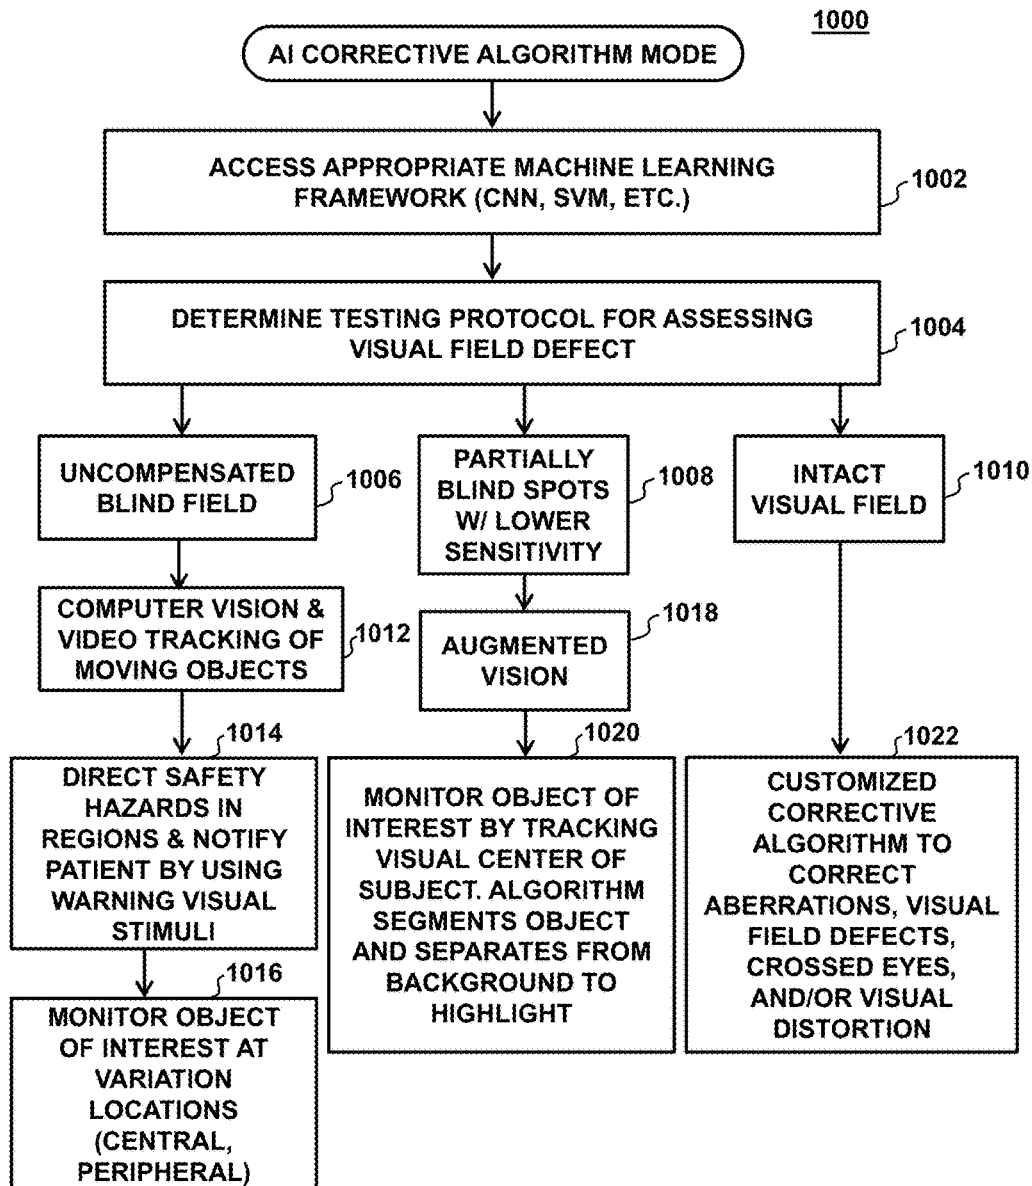 1000
AI CORRECTIVE ALGORITHM MODE
ACCESS APPROPRIATE MACHINE LEARNING
FRAMEWORK (CNN, SVM, ETC.)
1002
DETERMINE TESTING PROTOCOL FOR ASSESSING
VISUAL FIELD DEFECT
1004
UNCOMPENSATED
BLIND FIELD
1006
PARTIALLY
BLIND SPOTS
W/ LOWER
SENSITIVITY
1008
INTACT
VISUAL FIELD
1010
COMPUTER VISION &
VIDEO TRACKING OF
MOVING OBJECTS
1012
AUGMENTED
VISION
1018
1014
DIRECT SAFETY
HAZARDS IN
REGIONS & NOTIFY
PATIENT BY USING
WARNING VISUAL
STIMULI
1020
MONITOR OBJECT OF
INTEREST BY TRACKING
VISUAL CENTER OF
SUBJECT. ALGORITHM
SEGMENTS OBJECT
AND SEPARATES FROM
BACKGROUND TO
HIGHLIGHT
1022
CUSTOMIZED
CORRECTIVE
ALGORITHM TO
CORRECT
ABERRATIONS, VISUAL
FIELD DEFECTS,
CROSSED EYES,
AND/OR VISUAL
DISTORTION
1016
MONITOR OBJECT
OF INTEREST AT
VARIATION
LOCATIONS
(CENTRAL,
PERIPHERAL)